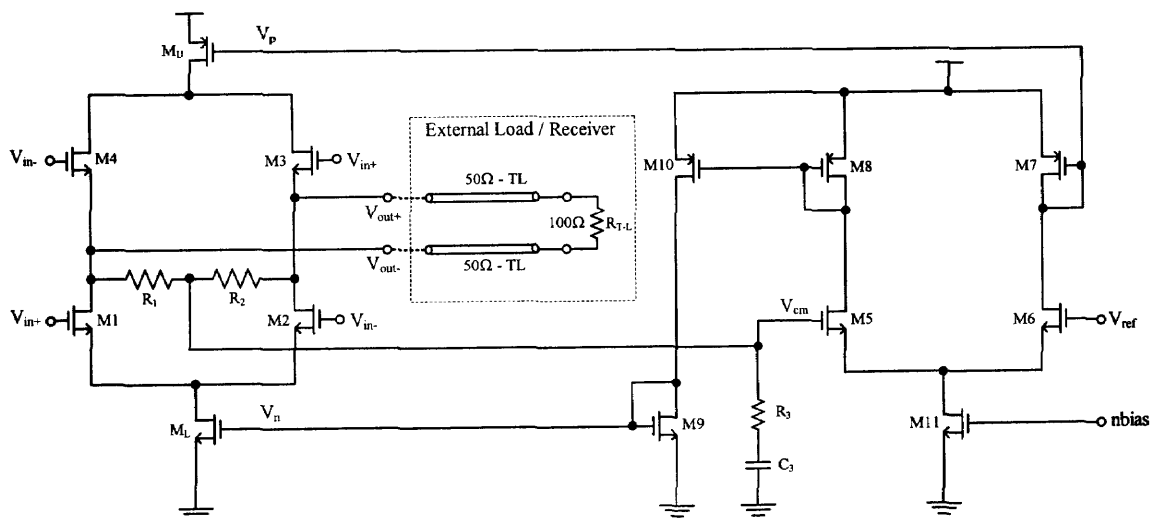 V_p
M_U
External Load / Receiver
V_in-
M4
M3
V_in+
M10
M8
M7
50Ω - TL
V_out+
100Ω
R_T-L
V_out-
50Ω - TL
R_1
R_2
V_in+
M1
M2
V_in-
V_cm
M5
M6
V_ref
V_n
M_L
M9
R_3
M11
nbias
C_3